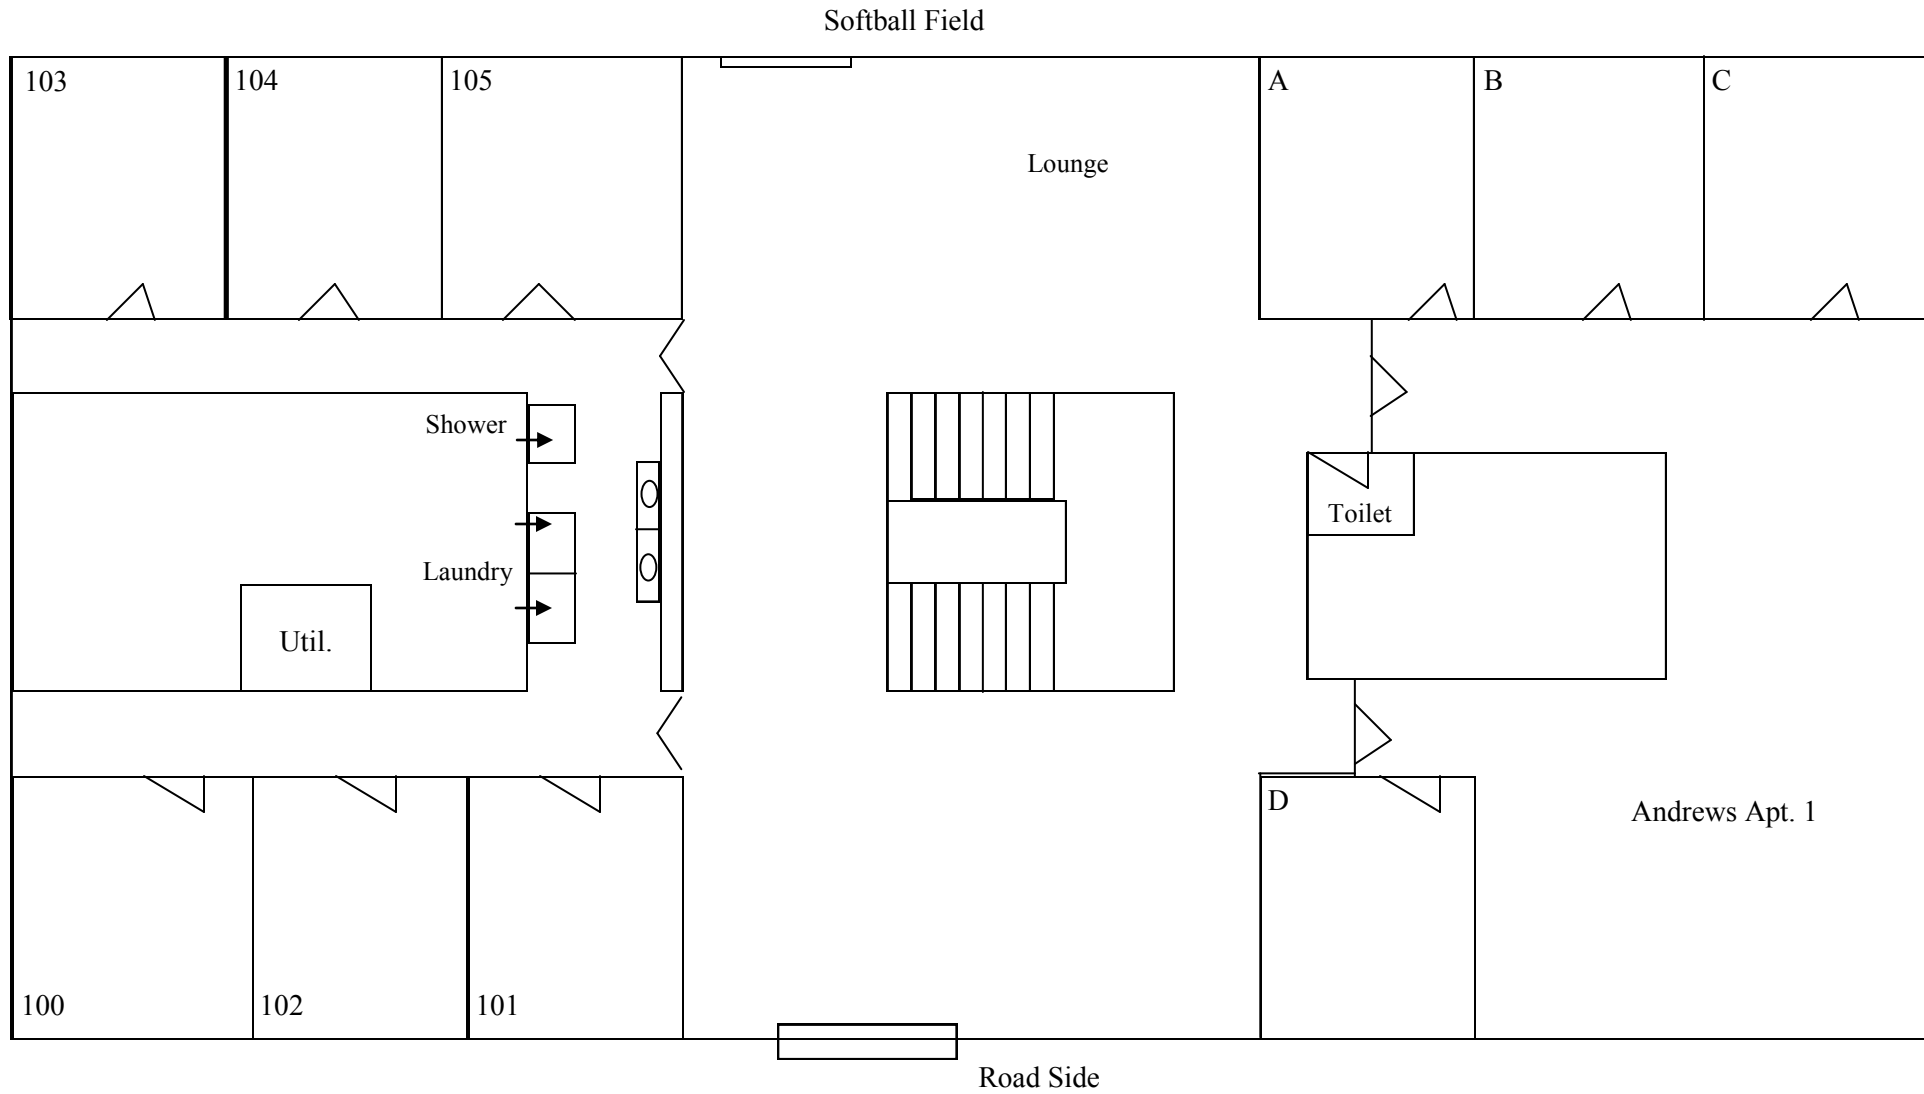 Softball Field
103
104
105
A
B
C
Lounge
Shower
Toilet
Laundry
Util.
D
Andrews Apt. 1
100
102
101
Road Side